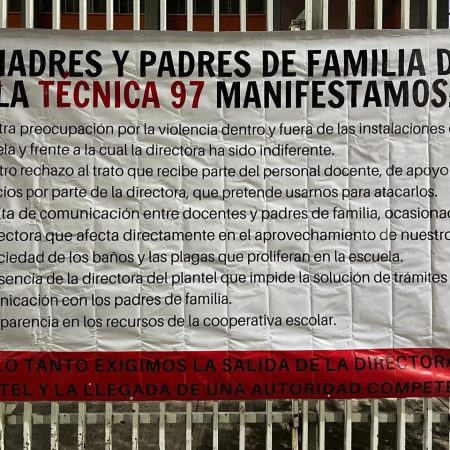 MADRES Y PADRES DE FAMILIA D
LA TÉCNICA 97 MANIFESTAMOS:
tra preocupación por la violencia dentro y fuera de las instalaciones
ela y frente a la cual la directora ha sido indiferente.
tro rechazo al trato que recibe parte del personal docente, de apoyo
cios por parte de la directora, que pretende usarnos para atacarlos.
ta de comunicación entre docentes y padres de familia, ocasionad
ectora que afecta directamente en el aprovechamiento de nuestro
ciedad de los baños y las plagas que proliferan en la escuela.
sencia de la directora del plantel que impide la solución de trámites
nicación con los padres de familia.
parencia en los recursos de la cooperativa escolar.
LO TANTO EXIGIMOS LA SALIDA DE LA DIRECTORA
TEL Y LA LLEGADA DE UNA AUTORIDAD COMPETE